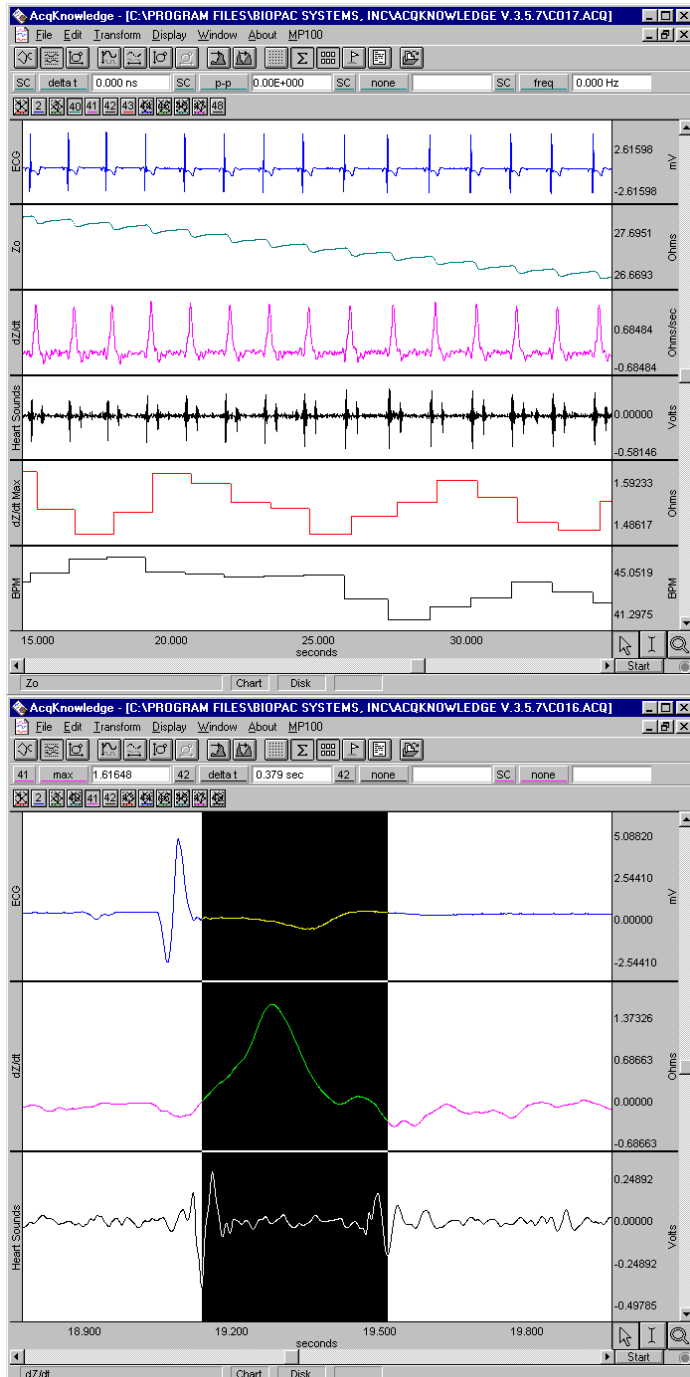 AcqKnowledge - [C:\PROGRAM FILES\BIOPAC SYSTEMS, INC\ACQKNOWLEDGE V.3.5.7\CO17.ACQ]
File Edit Transform Display Window About MP100
SC delta t 0.000 ns SC p-p 0.00E+000 SC none SC freq 0.000 Hz
2 40 41 42 43 48
ECG
2.61598
-2.61598
mV
Zo
27.6951
26.6693
Ohms
dZ/dt
0.68484
-0.68484
Ohms/sec
Heart Sounds
0.00000
-0.58146
Volts
dZ/dt Max
1.59233
1.48617
Ohms
BPM
45.0519
41.2975
BPM
15.000 20.000 25.000 30.000
seconds
Start
Zo Chart Disk
AcqKnowledge - [C:\PROGRAM FILES\BIOPAC SYSTEMS, INC\ACQKNOWLEDGE V.3.5.7\CO16.ACQ]
File Edit Transform Display Window About MP100
41 max 1.61648 42 delta t 0.379 sec 42 none SC none
2 41 42
ECG
5.08820
2.54410
0.00000
-2.54410
mV
dZ/dt
1.37326
0.68663
0.00000
-0.68663
Ohms
Heart Sounds
0.24892
0.00000
-0.24892
-0.49785
Volts
18.900 19.200 19.500 19.800
seconds
Start
dZ/dt Chart Disk